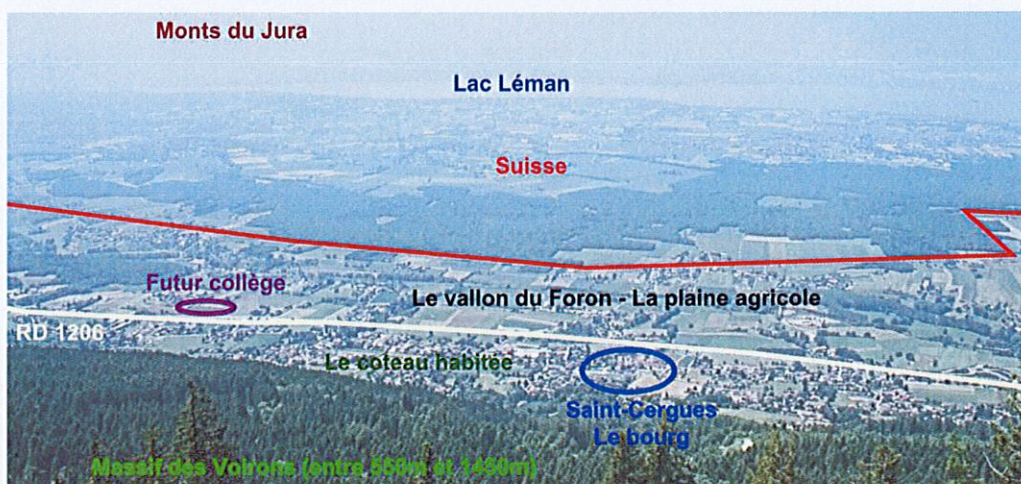 Monts du Jura
Lac Léman
Suisse
Futur collège
Le vallon du Foron - La plaine agricole
RD 1206
Le coteau habitée
Saint-Cergues
Le bourg
Massif des Voirons (entre 550m et 1450m)